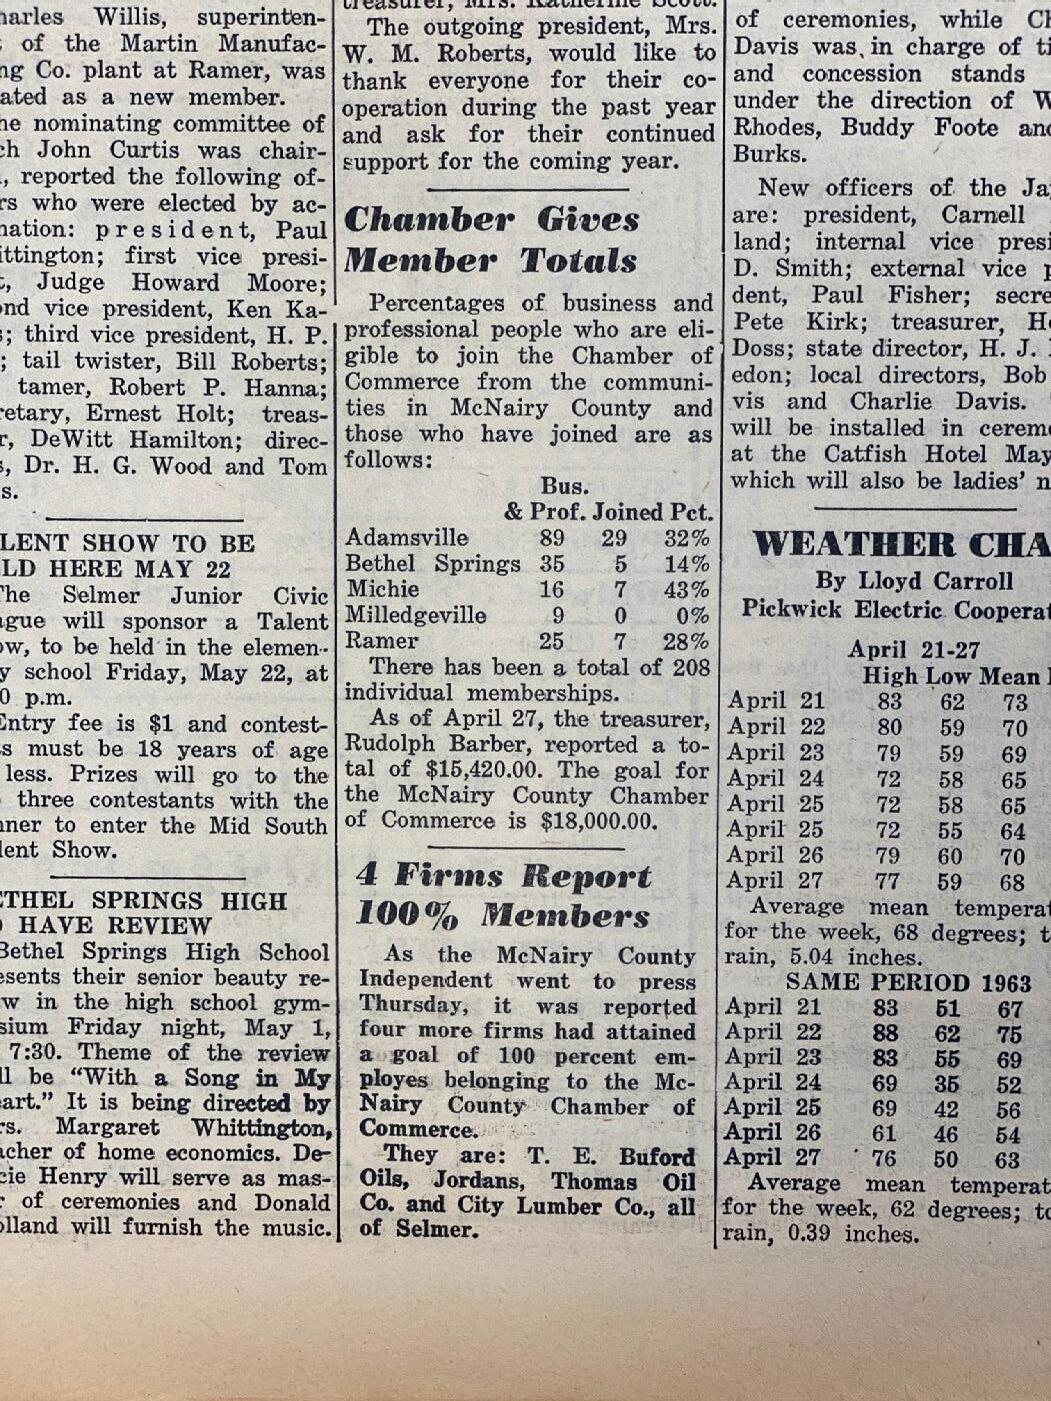 harles Willis, superinten-
of the Martin Manufac-
ng Co. plant at Ramer, was
ated as a new member.
he nominating committee of
ch John Curtis was chair-
, reported the following of-
rs who were elected by ac-
nation: president, Paul
ittington; first vice presi-
t, Judge Howard Moore;
ond vice president, Ken Ka-
s; third vice president, H. P.
; tail twister, Bill Roberts;
tamer, Robert P. Hanna;
retary, Ernest Holt; treas-
r, DeWitt Hamilton; direc-
s, Dr. H. G. Wood and Tom
s.
LENT SHOW TO BE
LD HERE MAY 22
The Selmer Junior Civic
ague will sponsor a Talent
ow, to be held in the elemen-
y school Friday, May 22, at
0 p.m.
Entry fee is $1 and contest-
s must be 18 years of age
less. Prizes will go to the
three contestants with the
nner to enter the Mid South
lent Show.
ETHEL SPRINGS HIGH
O HAVE REVIEW
Bethel Springs High School
esents their senior beauty re-
w in the high school gym-
sium Friday night, May 1,
7:30. Theme of the review
ll be "With a Song in My
art." It is being directed by
rs. Margaret Whittington,
acher of home economics. De-
cie Henry will serve as mas-
r of ceremonies and Donald
olland will furnish the music.
treasurer, Mrs. Katherine Scott.
The outgoing president, Mrs.
W. M. Roberts, would like to
thank everyone for their co-
operation during the past year
and ask for their continued
support for the coming year.
Chamber Gives
Member Totals
Percentages of business and
professional people who are eli-
gible to join the Chamber of
Commerce from the communi-
ties in McNairy County and
those who have joined are as
follows:
Bus.
& Prof. Joined Pct.
Adamsville 89 29 32%
Bethel Springs 35 5 14%
Michie 16 7 43%
Milledgeville 9 0 0%
Ramer 25 7 28%
There has been a total of 208
individual memberships.
As of April 27, the treasurer,
Rudolph Barber, reported a to-
tal of $15,420.00. The goal for
the McNairy County Chamber
of Commerce is $18,000.00.
4 Firms Report
100% Members
As the McNairy County
Independent went to press
Thursday, it was reported
four more firms had attained
a goal of 100 percent em-
ployes belonging to the Mc-
Nairy County Chamber of
Commerce.
They are: T. E. Buford
Oils, Jordans, Thomas Oil
Co. and City Lumber Co., all
of Selmer.
of ceremonies, while Ch
Davis was in charge of ti
and concession stands
under the direction of W
Rhodes, Buddy Foote and
Burks.
New officers of the Jay
are: president, Carnell
land; internal vice presi
D. Smith; external vice p
dent, Paul Fisher; secre
Pete Kirk; treasurer, Ho
Doss; state director, H. J.
edon; local directors, Bob
vis and Charlie Davis.
will be installed in cerem
at the Catfish Hotel May
which will also be ladies' n
WEATHER CHA
By Lloyd Carroll
Pickwick Electric Cooperat
April 21-27
High Low Mean
April 21 83 62 73
April 22 80 59 70
April 23 79 59 69
April 24 72 58 65
April 25 72 58 65
April 25 72 55 64
April 26 79 60 70
April 27 77 59 68
Average mean temperat
for the week, 68 degrees; t
rain, 5.04 inches.
SAME PERIOD 1963
April 21 83 51 67
April 22 88 62 75
April 23 83 55 69
April 24 69 35 52
April 25 69 42 56
April 26 61 46 54
April 27 76 50 63
Average mean temperat
for the week, 62 degrees; to
rain, 0.39 inches.